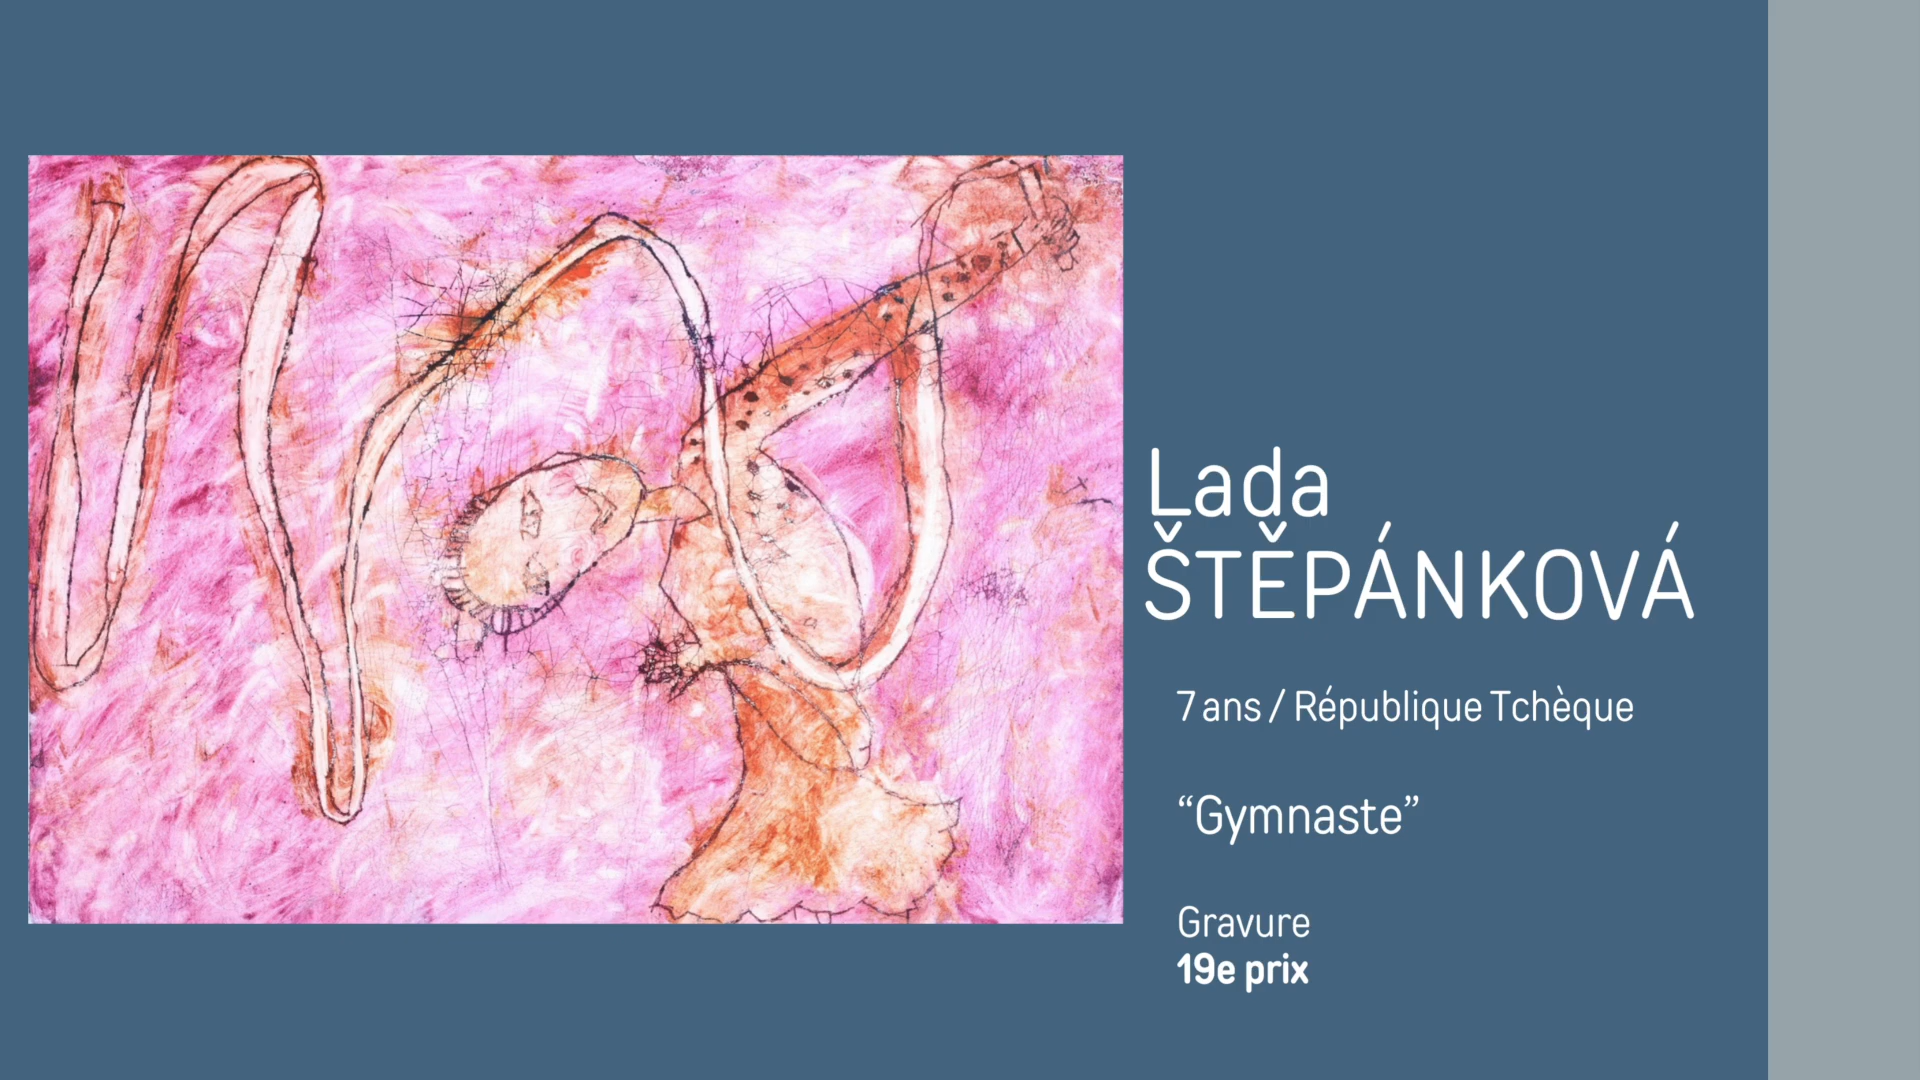 Lada
ŠTĚPÁNKOVÁ
7 ans / République Tchèque
“Gymnaste”
Gravure
19e prix